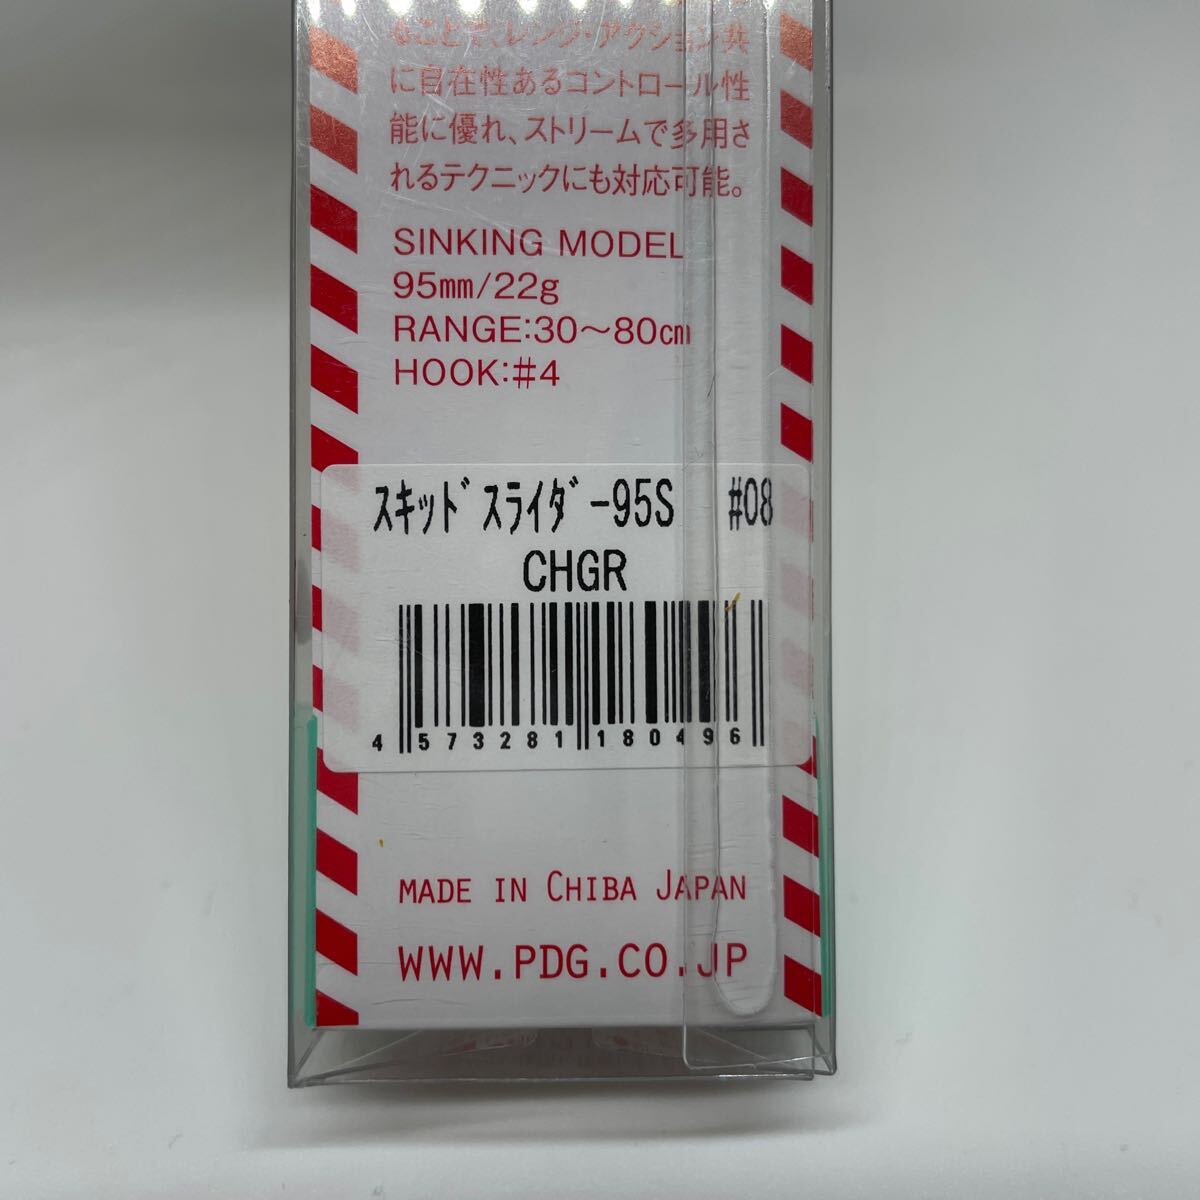 ることで、レンジ・アクション共
に自在性あるコントロール性
能に優れ、ストリームで多用さ
れるテクニックにも対応可能。
SINKING MODEL
95mm/22g
RANGE:30～80cm
HOOK:#4
ｽｷｯﾄﾞｽﾗｲﾀﾞｰ95S #08
CHGR
4 573281 180496
MADE IN CHIBA JAPAN
WWW.PDG.CO.JP